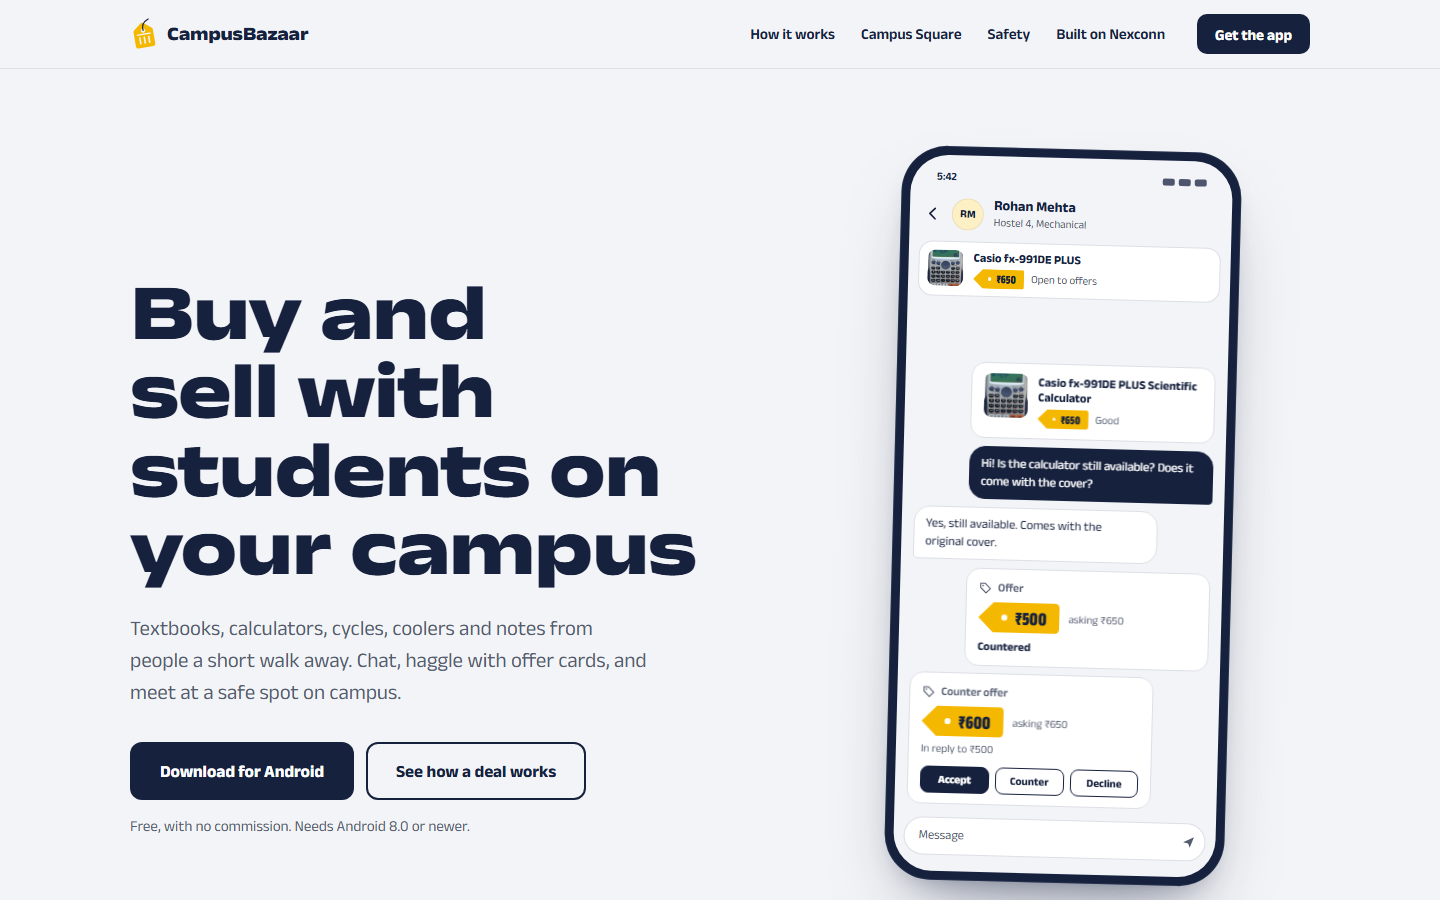 CampusBazaar
How it works
Campus Square
Safety
Built on Nexconn
Get the app
Buy and
sell with
students on
your campus
Textbooks, calculators, cycles, coolers and notes from
people a short walk away. Chat, haggle with offer cards, and
meet at a safe spot on campus.
Download for Android
See how a deal works
Free, with no commission. Needs Android 8.0 or newer.
5:42
RM
Rohan Mehta
Hostel 4, Mechanical
Casio fx-991DE PLUS
₹650
Open to offers
Casio fx-991DE PLUS Scientific
Calculator
₹650
Good
Hi! Is the calculator still available? Does it
come with the cover?
Yes, still available. Comes with the
original cover.
Offer
₹500
asking ₹650
Countered
Counter offer
₹600
asking ₹650
In reply to ₹500
Accept
Counter
Decline
Message